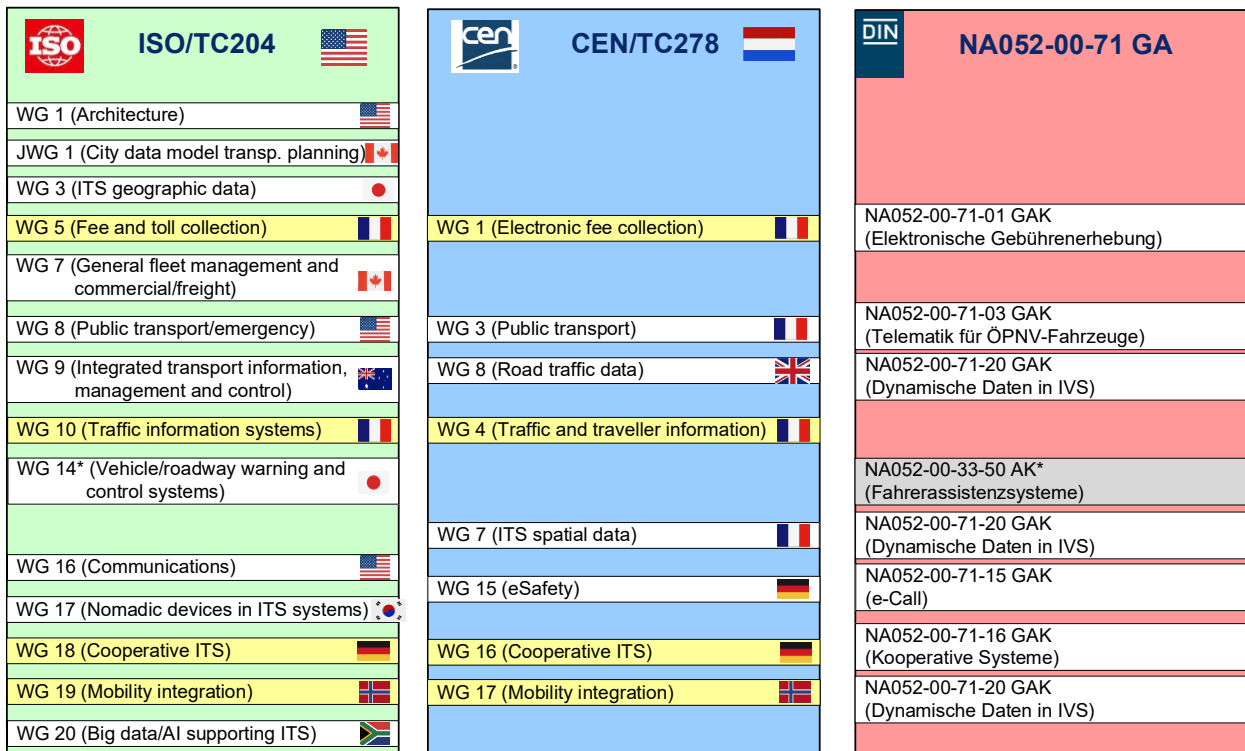 ISO
ISO/TC204
WG 1 (Architecture)
JWG 1 (City data model transp. planning)
WG 3 (ITS geographic data)
WG 5 (Fee and toll collection)
WG 7 (General fleet management and
commercial/freight)
WG 8 (Public transport/emergency)
WG 9 (Integrated transport information,
management and control)
WG 10 (Traffic information systems)
WG 14* (Vehicle/roadway warning and
control systems)
WG 16 (Communications)
WG 17 (Nomadic devices in ITS systems)
WG 18 (Cooperative ITS)
WG 19 (Mobility integration)
WG 20 (Big data/AI supporting ITS)
cen
CEN/TC278
WG 1 (Electronic fee collection)
WG 3 (Public transport)
WG 8 (Road traffic data)
WG 4 (Traffic and traveller information)
WG 7 (ITS spatial data)
WG 15 (eSafety)
WG 16 (Cooperative ITS)
WG 17 (Mobility integration)
DIN
NA052-00-71 GA
NA052-00-71-01 GAK
(Elektronische Gebührenerhebung)
NA052-00-71-03 GAK
(Telematik für ÖPNV-Fahrzeuge)
NA052-00-71-20 GAK
(Dynamische Daten in IVS)
NA052-00-33-50 AK*
(Fahrerassistenzsysteme)
NA052-00-71-20 GAK
(Dynamische Daten in IVS)
NA052-00-71-15 GAK
(e-Call)
NA052-00-71-16 GAK
(Kooperative Systeme)
NA052-00-71-20 GAK
(Dynamische Daten in IVS)